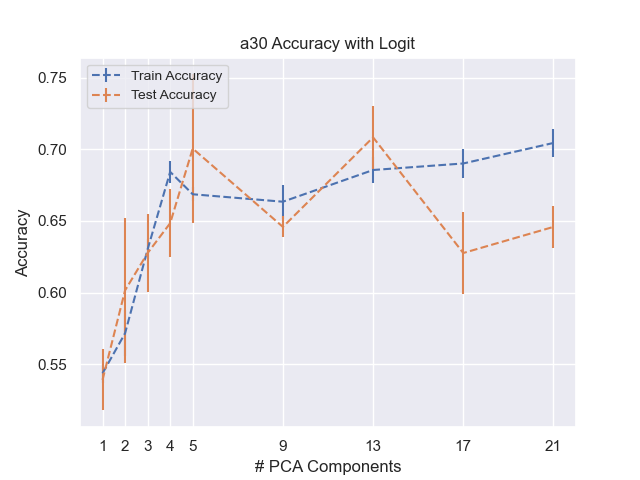 a30 Accuracy with Logit
Train Accuracy
Test Accuracy
0.75
0.70
0.65
0.60
0.55
Accuracy
1 2 3 4 5 9 13 17 21
# PCA Components